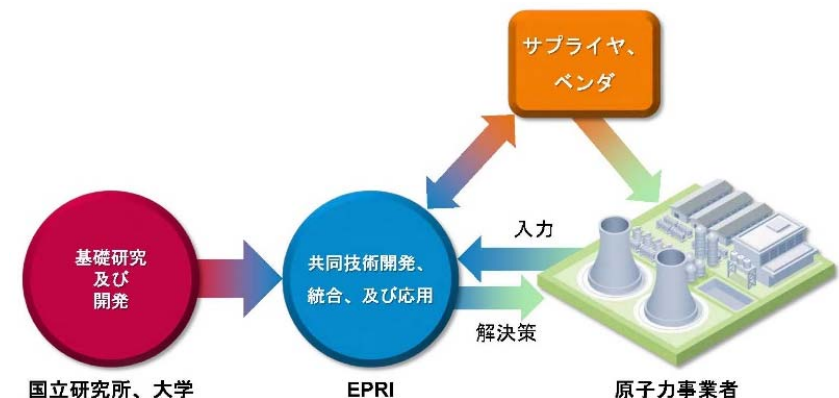 サプライヤ、
ベンダ
基礎研究
及び
開発
共同技術開発、
統合、及び応用
入力
解決策
国立研究所、大学
EPRI
原子力事業者